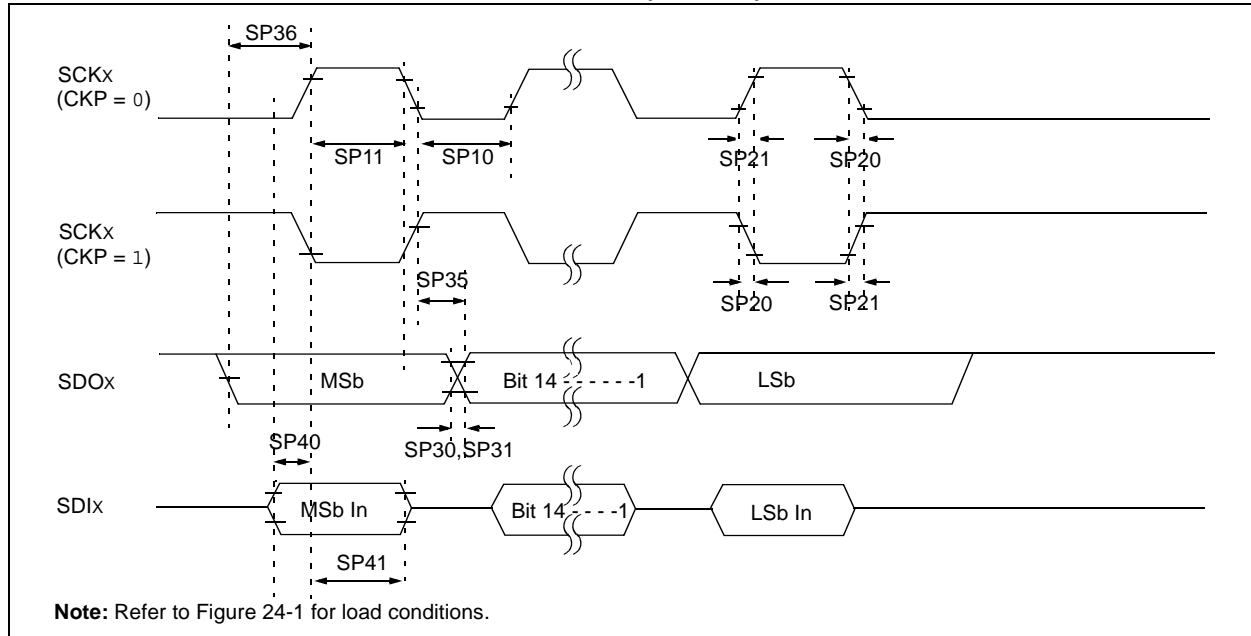 SP36
SCKX
(CKP = 0)
SP11
SP10
SP21
SP20
SCKX
(CKP = 1)
SP35
SP20
SP21
SDOX
MSb
Bit 14 - - - - - -1
LSb
SP40
SP30,SP31
SDIX
MSb In
Bit 14 - - - -1
LSb In
SP41
Note: Refer to Figure 24-1 for load conditions.